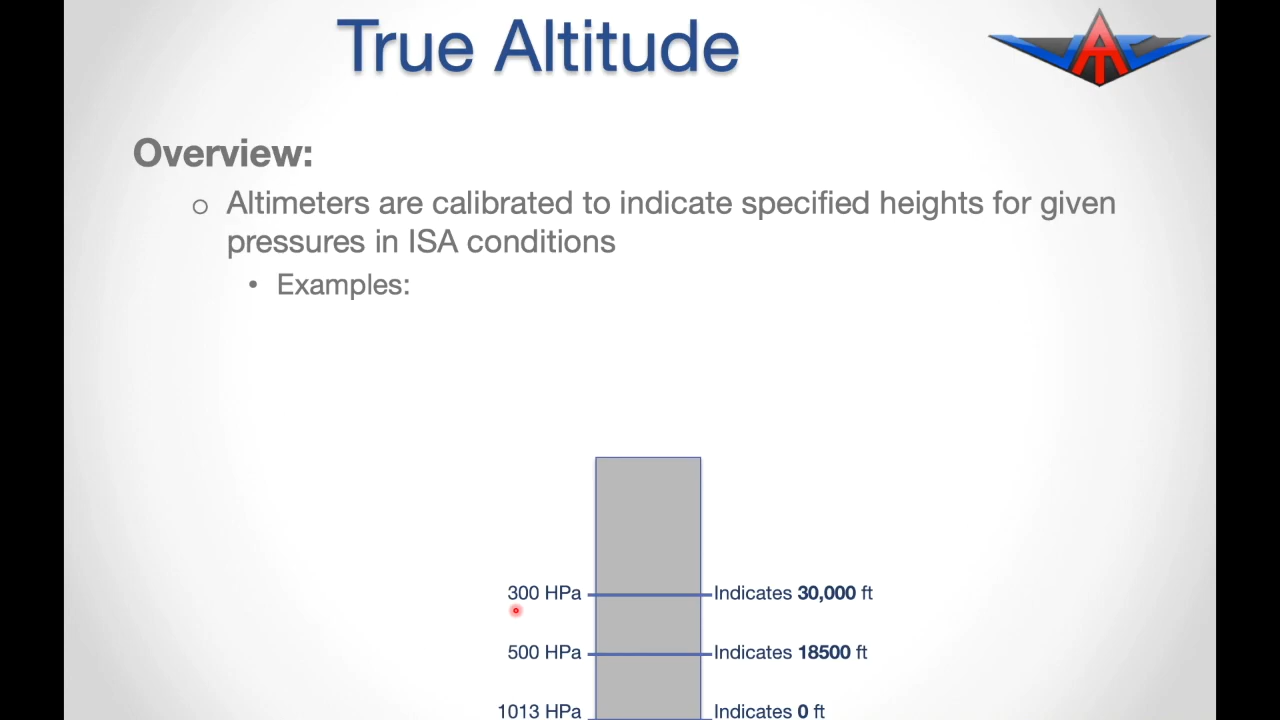 True Altitude
Overview:
Altimeters are calibrated to indicate specified heights for given
pressures in ISA conditions
Examples:
300 HPa Indicates 30,000 ft
500 HPa Indicates 18500 ft
1013 HPa Indicates 0 ft